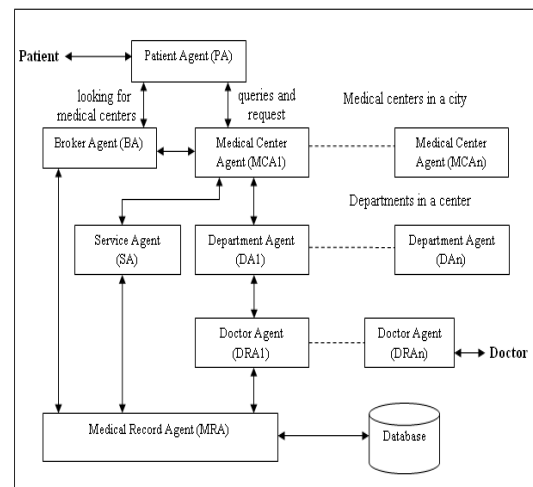 Patient
Patient Agent (PA)
looking for
medical centers
queries and
request
Medical centers in a city
Broker Agent (BA)
Medical Center
Agent (MCA1)
Medical Center
Agent (MCAn)
Departments in a center
Service Agent
(SA)
Department Agent
(DA1)
Department Agent
(DAn)
Doctor Agent
(DRA1)
Doctor Agent
(DRAn)
Doctor
Medical Record Agent (MRA)
Database